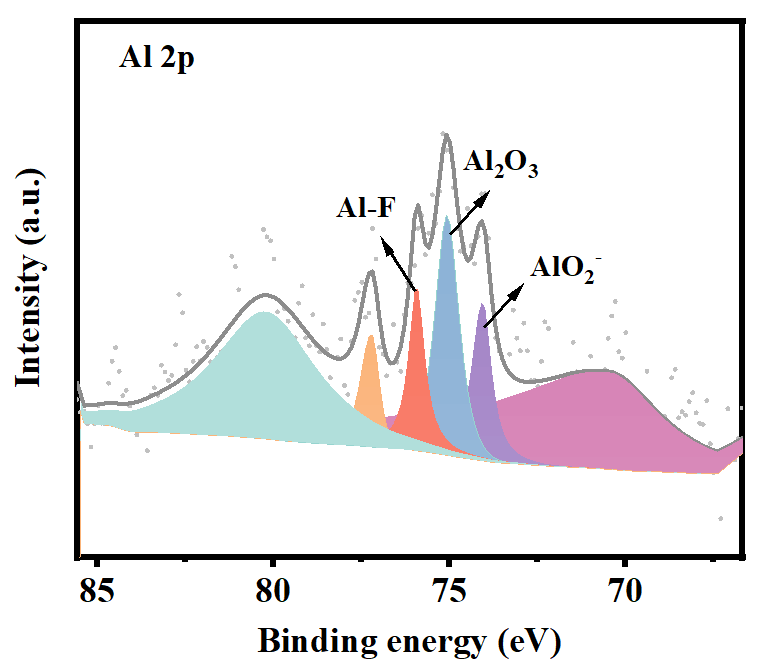 Al 2p
Al₂O₃
Al-F
AlO₂⁻
Intensity (a.u.)
85 80 75 70
Binding energy (eV)